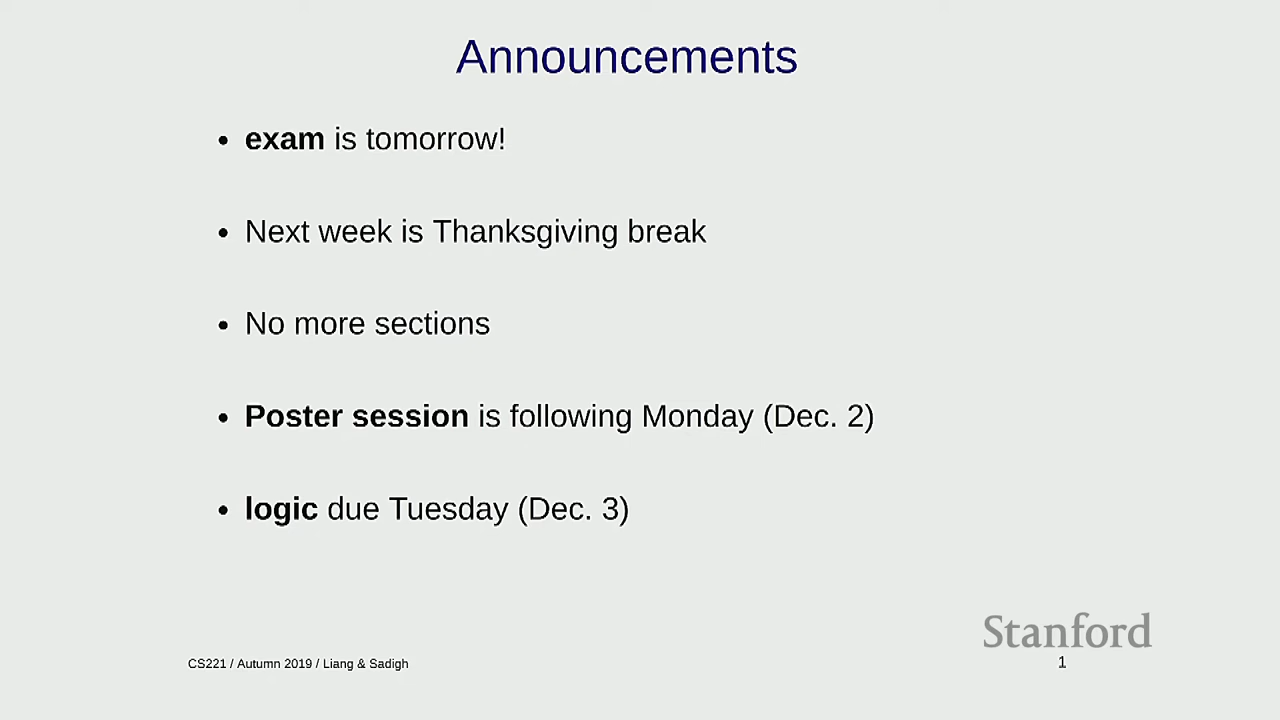 Announcements
• exam is tomorrow!
• Next week is Thanksgiving break
• No more sections
• Poster session is following Monday (Dec. 2)
• logic due Tuesday (Dec. 3)
Stanford
CS221 / Autumn 2019 / Liang & Sadigh
1